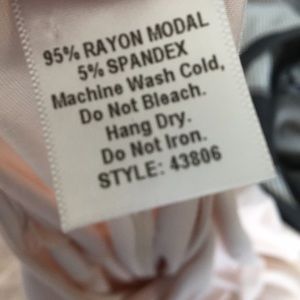 95% RAYON MODAL
5% SPANDEX
Machine Wash Cold,
Do Not Bleach.
Hang Dry.
Do Not Iron.
STYLE: 43806